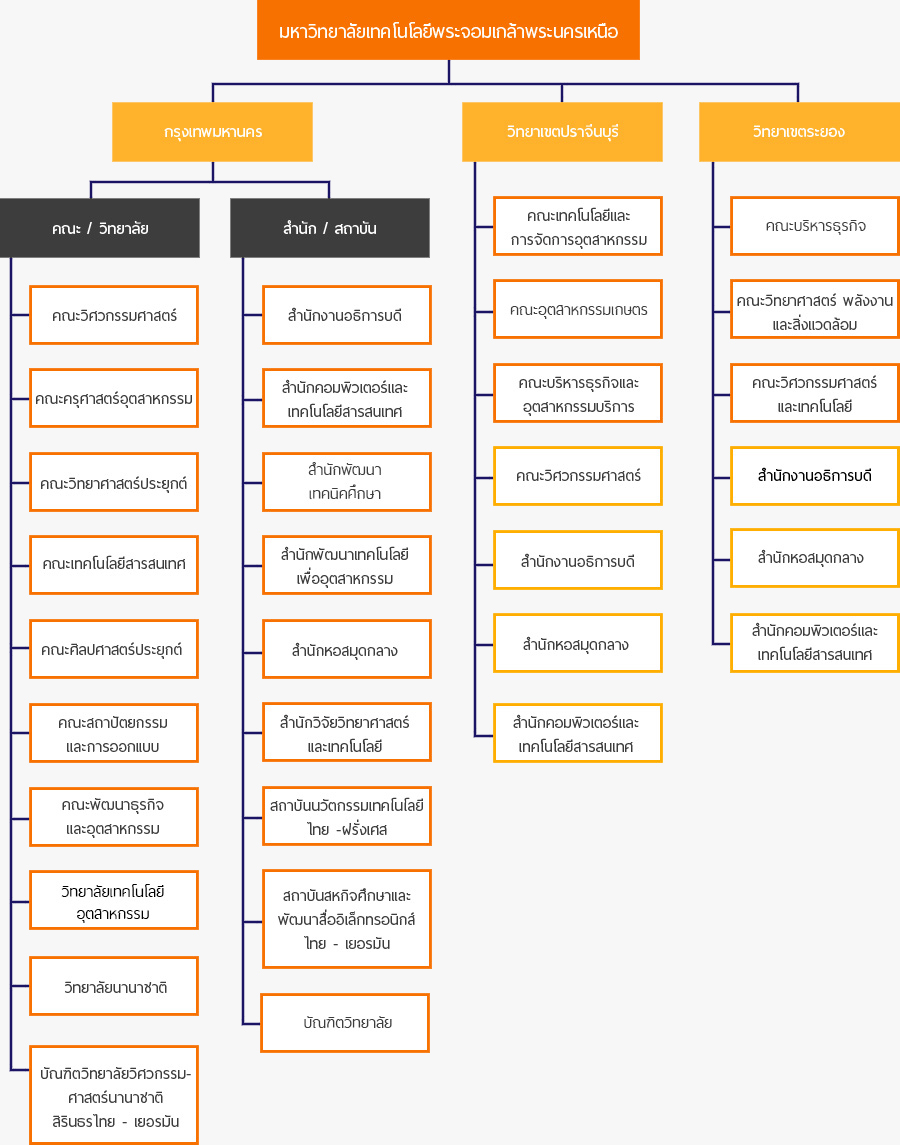 มหาวิทยาลัยเทคโนโลยีพระจอมเกล้าพระนครเหนือ
กรุงเทพมหานคร
วิทยาเขตปราจีนบุรี
วิทยาเขตระยอง
คณะ / วิทยาลัย
คณะวิศวกรรมศาสตร์
คณะครุศาสตร์อุตสาหกรรม
คณะวิทยาศาสตร์ประยุกต์
คณะเทคโนโลยีสารสนเทศ
คณะศิลปศาสตร์ประยุกต์
คณะสถาปัตยกรรม
และการออกแบบ
คณะพัฒนาธุรกิจ
และอุตสาหกรรม
วิทยาลัยเทคโนโลยี
อุตสาหกรรม
วิทยาลัยนานาชาติ
บัณฑิตวิทยาลัยวิศวกรรม-
ศาสตร์นานาชาติ
สิรินธรไทย - เยอรมัน
สำนัก / สถาบัน
สำนักงานอธิการบดี
สำนักคอมพิวเตอร์และ
เทคโนโลยีสารสนเทศ
สำนักพัฒนา
เทคนิคศึกษา
สำนักพัฒนาเทคโนโลยี
เพื่ออุตสาหกรรม
สำนักหอสมุดกลาง
สำนักวิจัยวิทยาศาสตร์
และเทคโนโลยี
สถาบันนวัตกรรมเทคโนโลยี
ไทย -ฝรั่งเศส
สถาบันสหกิจศึกษาและ
พัฒนาสื่ออิเล็กทรอนิกส์
ไทย - เยอรมัน
บัณฑิตวิทยาลัย
คณะเทคโนโลยีและ
การจัดการอุตสาหกรรม
คณะอุตสาหกรรมเกษตร
คณะบริหารธุรกิจและ
อุตสาหกรรมบริการ
คณะวิศวกรรมศาสตร์
สำนักงานอธิการบดี
สำนักหอสมุดกลาง
สำนักคอมพิวเตอร์และ
เทคโนโลยีสารสนเทศ
คณะบริหารธุรกิจ
คณะวิทยาศาสตร์ พลังงาน
และสิ่งแวดล้อม
คณะวิศวกรรมศาสตร์
และเทคโนโลยี
สำนักงานอธิการบดี
สำนักหอสมุดกลาง
สำนักคอมพิวเตอร์และ
เทคโนโลยีสารสนเทศ